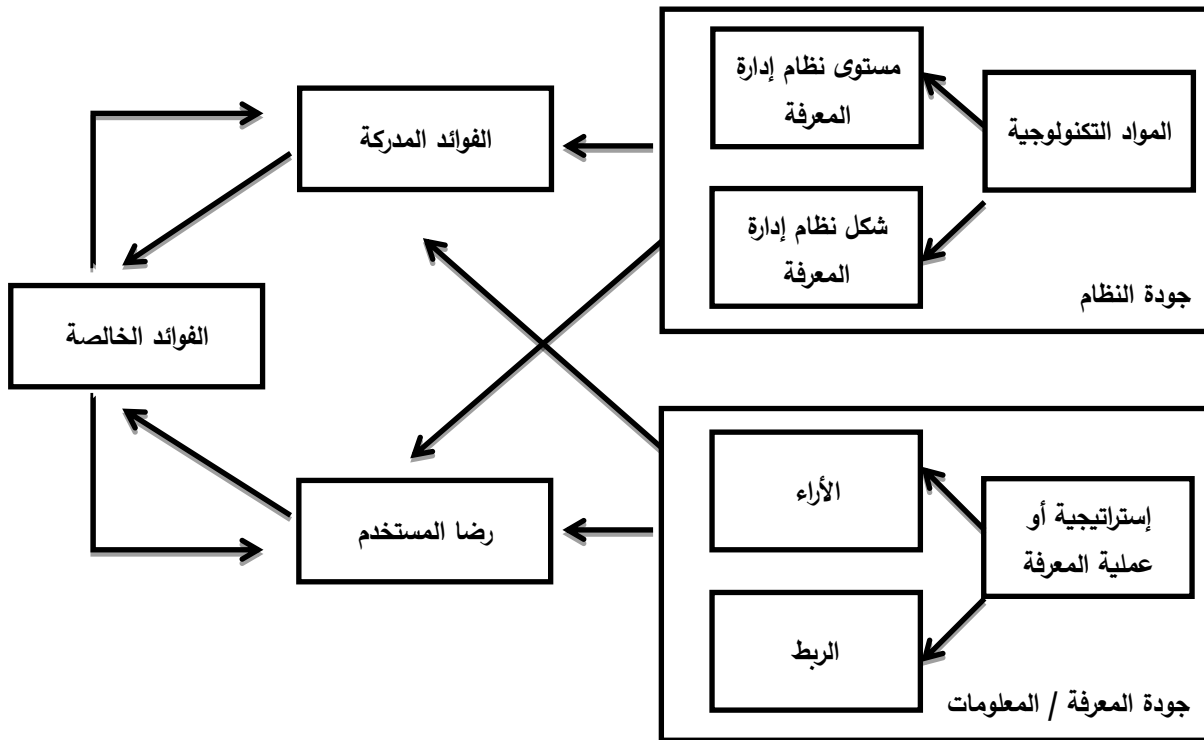 مستوى نظام إدارة
المعرفة
المواد التكنولوجية
الفوائد المدركة
شكل نظام إدارة
المعرفة
جودة النظام
الفوائد الخالصة
الأراء
إستراتيجية أو
عملية المعرفة
رضا المستخدم
الربط
جودة المعرفة / المعلومات